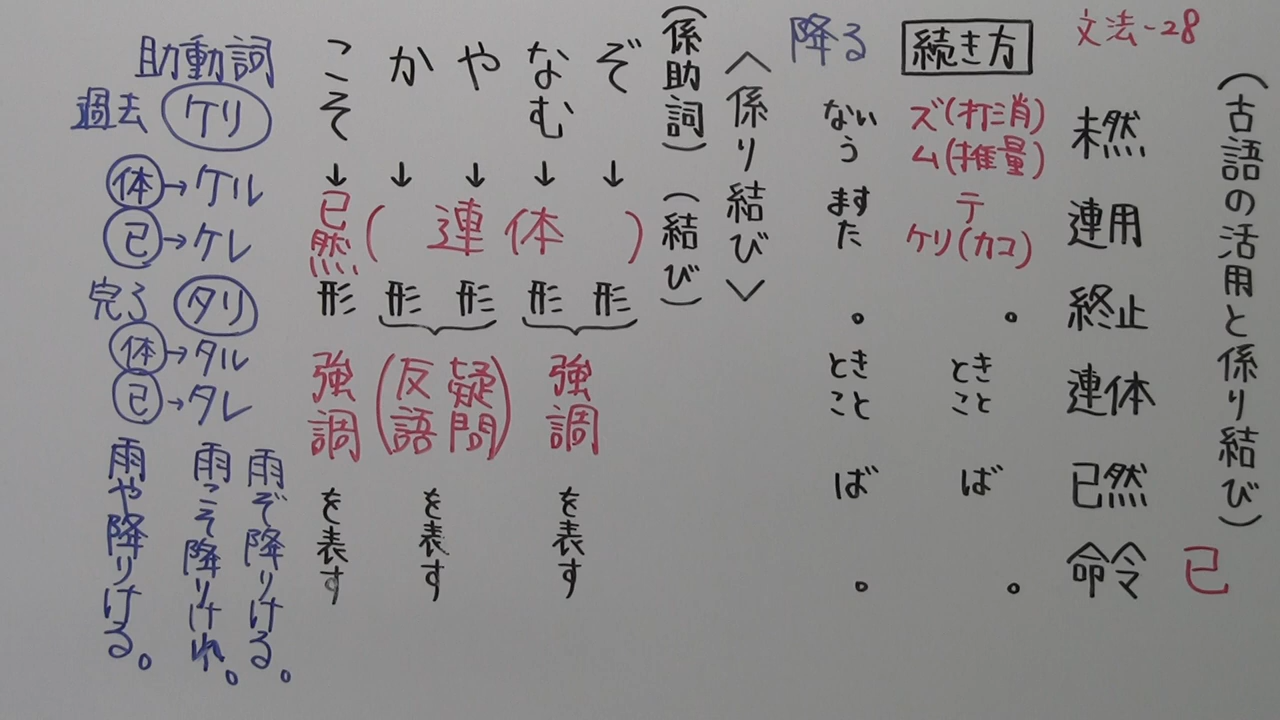 文法-28
(古語の活用と係り結び)
未然
連用
終止
連体
已然
命令
已
続き方
ズ(打消)
ム(推量)
テ
ケリ(カコ)
。
とき
こと
ば
。
降る
ない
う
ます
た
。
とき
こと
ば
。
〈係り結び〉
(係助詞)(結び)
ぞ
なむ
や
か
こそ
↓
↓
↓
↓
↓
(連体)
已然
形
形
形
形
形
強調
(疑問
反語)
強調
を表す
を表す
を表す
助動詞
過去 ケリ
体→ケル
已→ケレ
完了 タリ
体→タル
已→タレ
雨ぞ降りける。
雨こそ降りけれ。
雨や降りける。